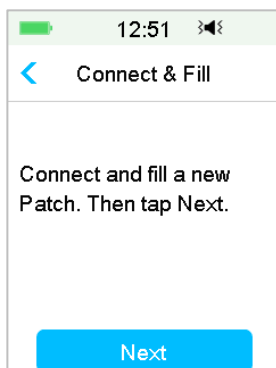 12:51
Connect & Fill
Connect and fill a new
Patch. Then tap Next.
Next